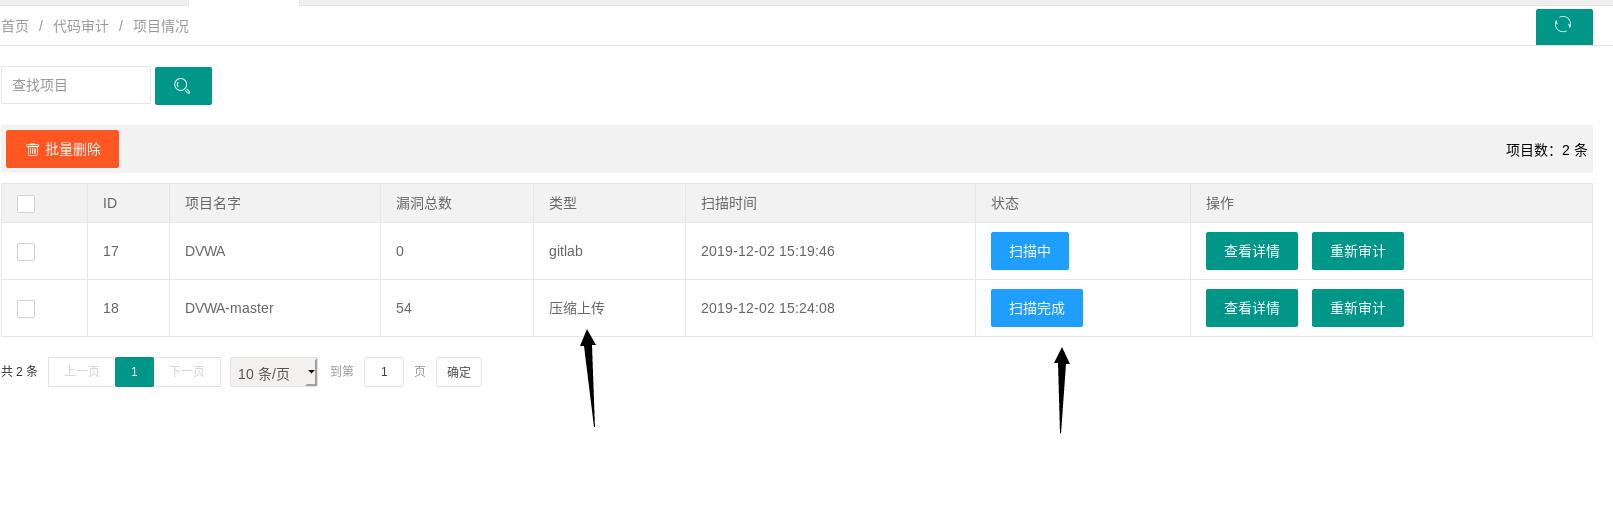 首页 / 代码审计 / 项目情况
查找项目
批量删除 项目数：2 条
ID 项目名字 漏洞总数 类型 扫描时间 状态 操作
17 DVWA 0 gitlab 2019-12-02 15:19:46 扫描中 查看详情 重新审计
18 DVWA-master 54 压缩上传 2019-12-02 15:24:08 扫描完成 查看详情 重新审计
共 2 条 上一页 1 下一页 10 条/页 到第 1 页 确定